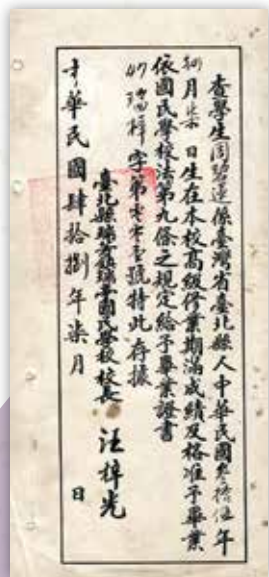 查學生周碧蓮係臺灣省臺北縣人中華民國叁拾伍年
月 日生在本校高級修業期滿成績及格准予畢業
依國民學校法第九條之規定給予畢業證書
47瑞梓字第 號特此存據
臺北縣瑞芳鎮 國民學校校長 汪梓光
中華民國肆拾捌年柒月 日